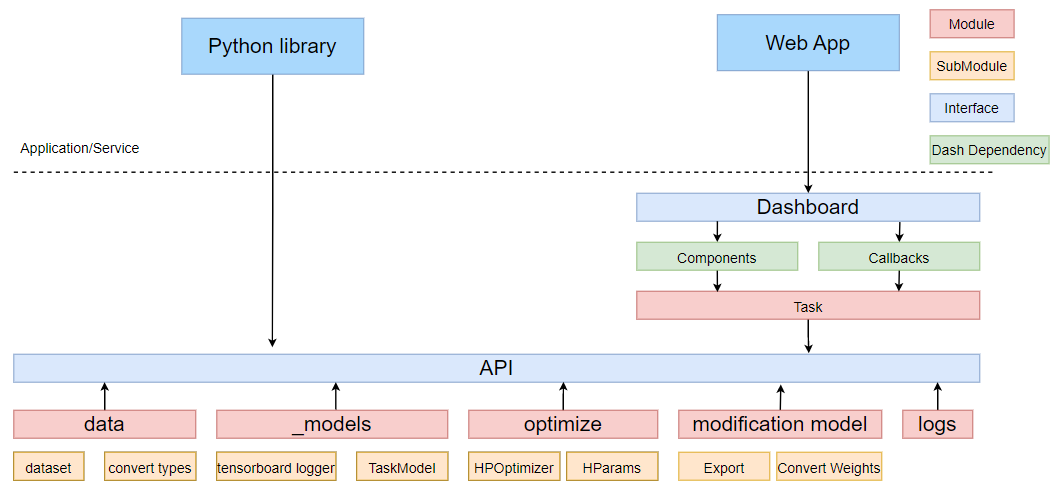 Python library
Web App
Module
SubModule
Interface
Dash Dependency
Application/Service
Dashboard
Components
Callbacks
Task
API
data
_models
optimize
modification model
logs
dataset
convert types
tensorboard logger
TaskModel
HPOptimizer
HParams
Export
Convert Weights